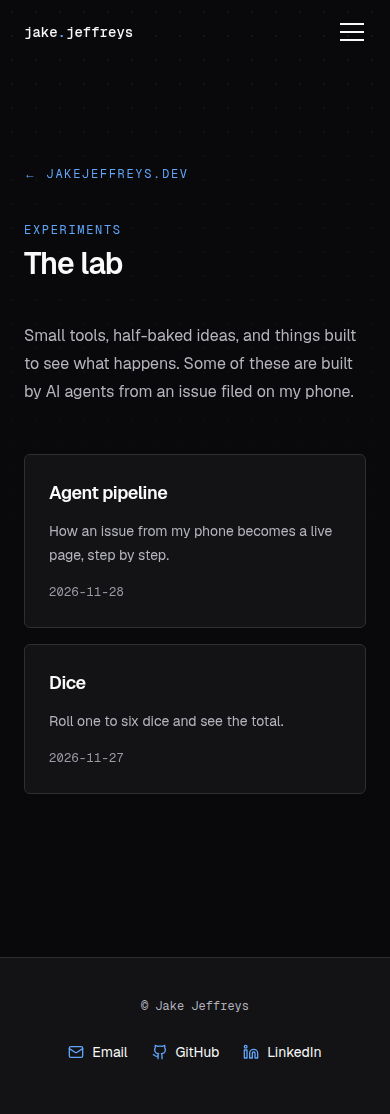 jake.jeffreys
← JAKEJEFFREYS.DEV
EXPERIMENTS
The lab
Small tools, half-baked ideas, and things built
to see what happens. Some of these are built
by AI agents from an issue filed on my phone.
Agent pipeline
How an issue from my phone becomes a live
page, step by step.
2026-11-28
Dice
Roll one to six dice and see the total.
2026-11-27
© Jake Jeffreys
Email GitHub LinkedIn